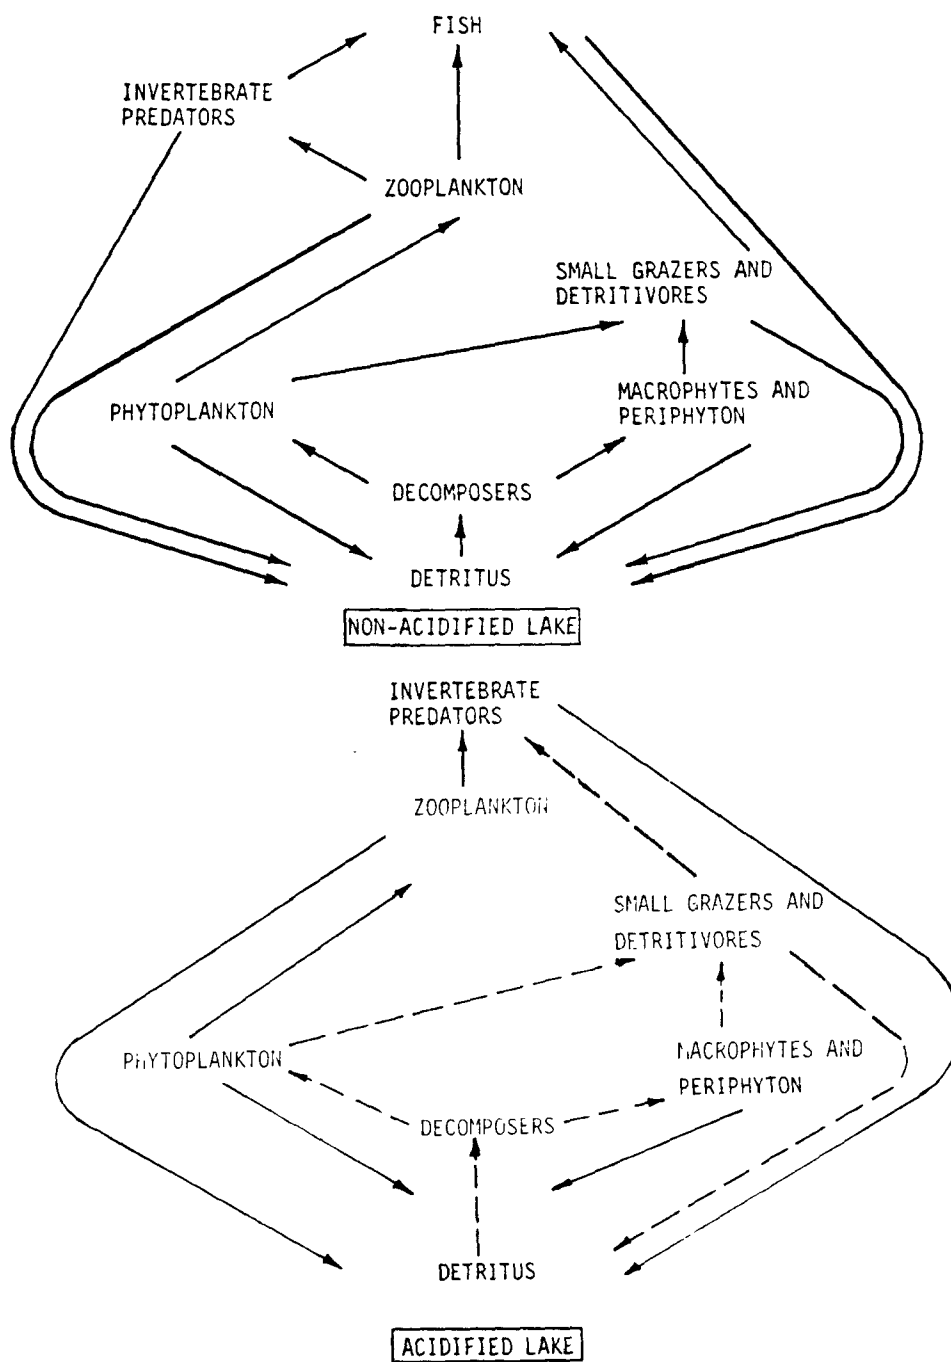 FISH
INVERTEBRATE
PREDATORS
ZOOPLANKTON
SMALL GRAZERS AND
DETRITIVORES
PHYTOPLANKTON
MACROPHYTES AND
PERIPHYTON
DECOMPOSERS
DETRITUS
NON-ACIDIFIED LAKE
INVERTEBRATE
PREDATORS
ZOOPLANKTON
SMALL GRAZERS AND
DETRITIVORES
PHYTOPLANKTON
MACROPHYTES AND
PERIPHYTON
DECOMPOSERS
DETRITUS
ACIDIFIED LAKE